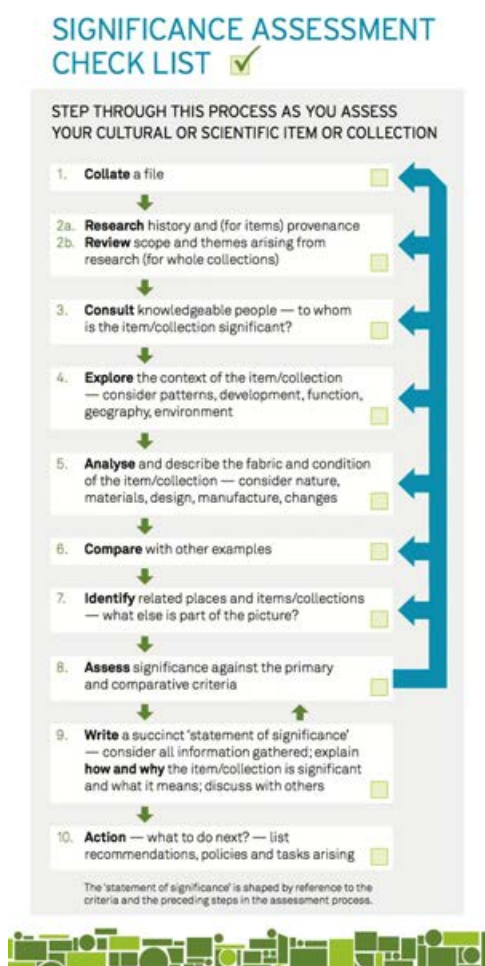 SIGNIFICANCE ASSESSMENT
CHECK LIST
STEP THROUGH THIS PROCESS AS YOU ASSESS
YOUR CULTURAL OR SCIENTIFIC ITEM OR COLLECTION
1. Collate a file
2a. Research history and (for items) provenance
2b. Review scope and themes arising from
research (for whole collections)
3. Consult knowledgeable people — to whom
is the item/collection significant?
4. Explore the context of the item/collection
— consider patterns, development, function,
geography, environment
5. Analyse and describe the fabric and condition
of the item/collection — consider nature,
materials, design, manufacture, changes
6. Compare with other examples
7. Identify related places and items/collections
— what else is part of the picture?
8. Assess significance against the primary
and comparative criteria
9. Write a succinct 'statement of significance'
— consider all information gathered; explain
how and why the item/collection is significant
and what it means; discuss with others
10. Action — what to do next? — list
recommendations, policies and tasks arising
The 'statement of significance' is shaped by reference to the
criteria and the preceding steps in the assessment process.